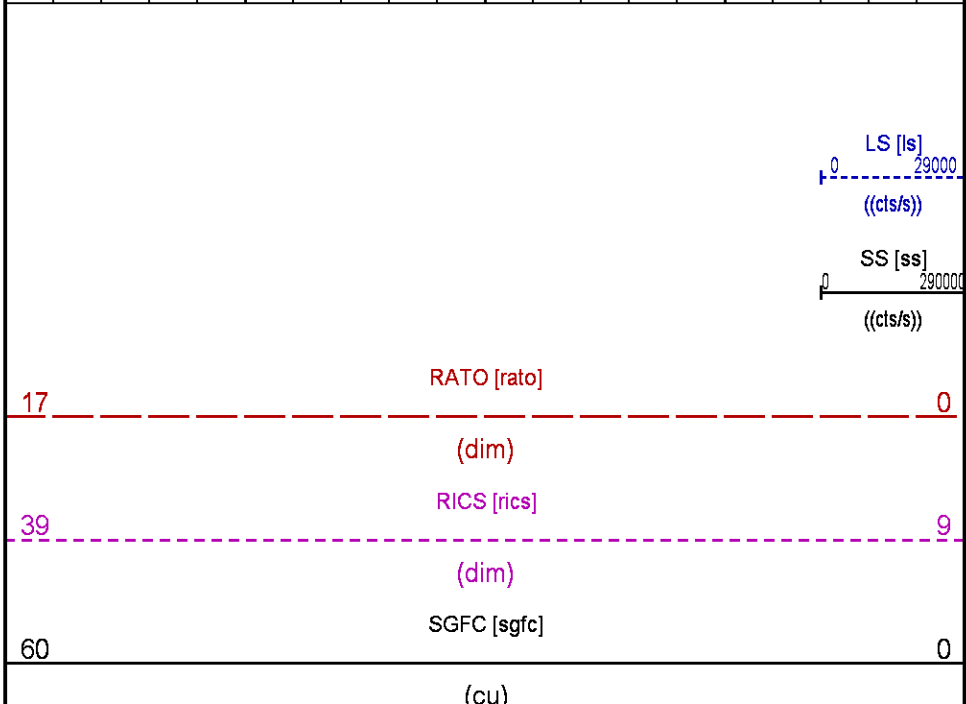 LS [ls]
0 29000
((cts/s))
SS [ss]
0 290000
((cts/s))
RATO [rato]
17 0
(dim)
RICS [rics]
39 9
(dim)
SGFC [sgfc]
60 0
(cu)